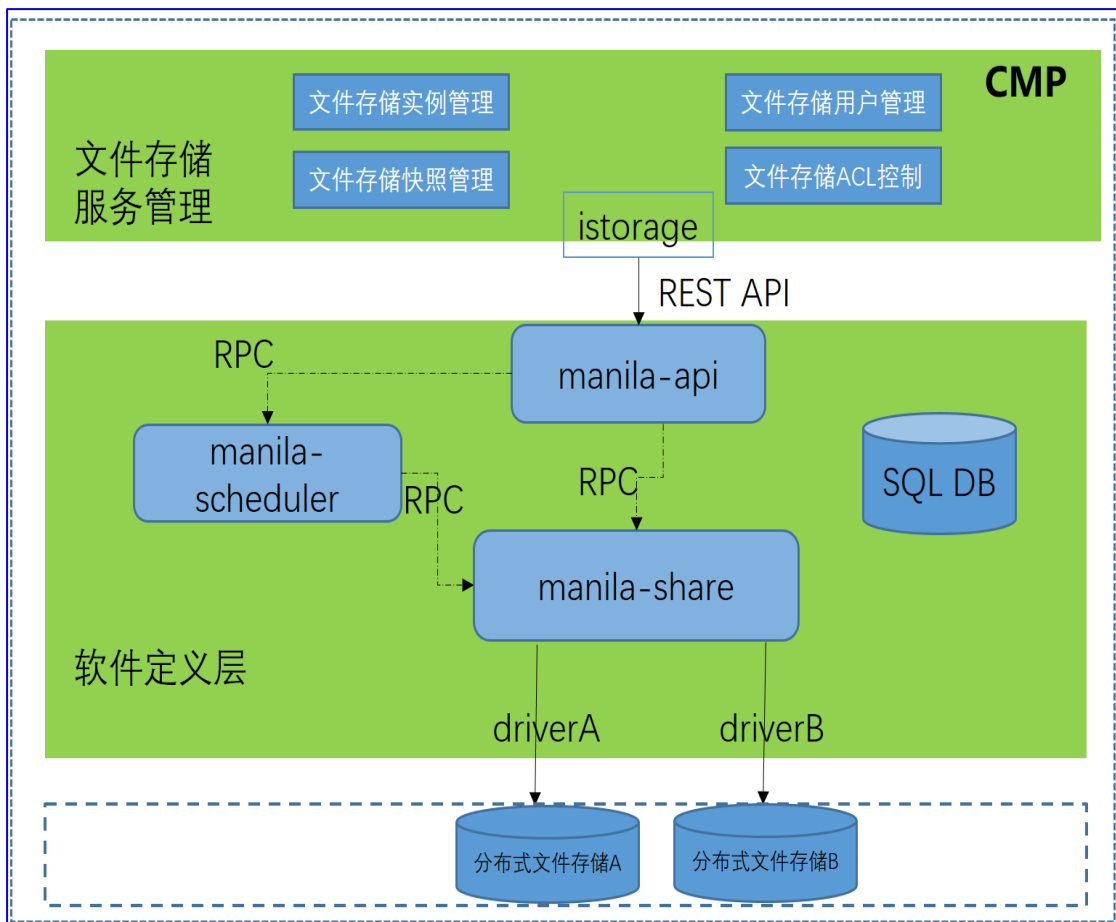 CMP
文件存储实例管理
文件存储用户管理
文件存储
服务管理
文件存储快照管理
文件存储ACL控制
istorage
REST API
RPC
manila-api
manila-
scheduler
RPC
RPC
SQL DB
manila-share
软件定义层
driverA
driverB
分布式文件存储A
分布式文件存储B